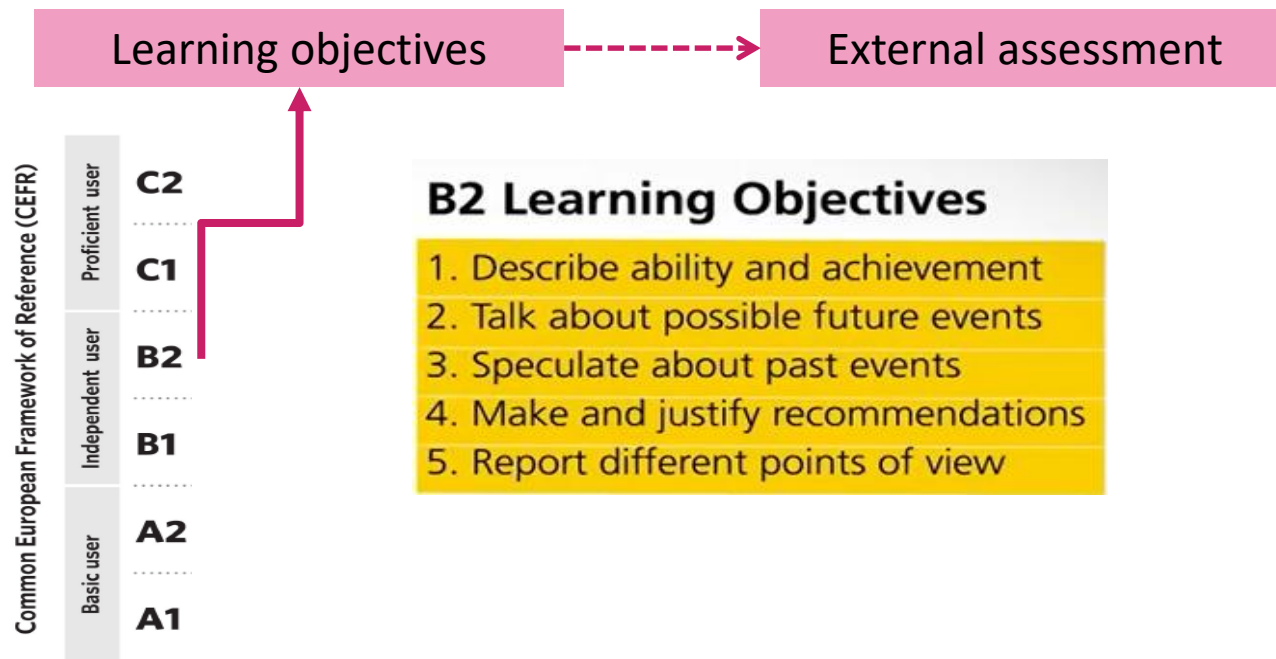 Learning objectives
External assessment
Common European Framework of Reference (CEFR)
Proficient user
C2
C1
Independent user
B2
B1
Basic user
A2
A1
B2 Learning Objectives
1. Describe ability and achievement
2. Talk about possible future events
3. Speculate about past events
4. Make and justify recommendations
5. Report different points of view